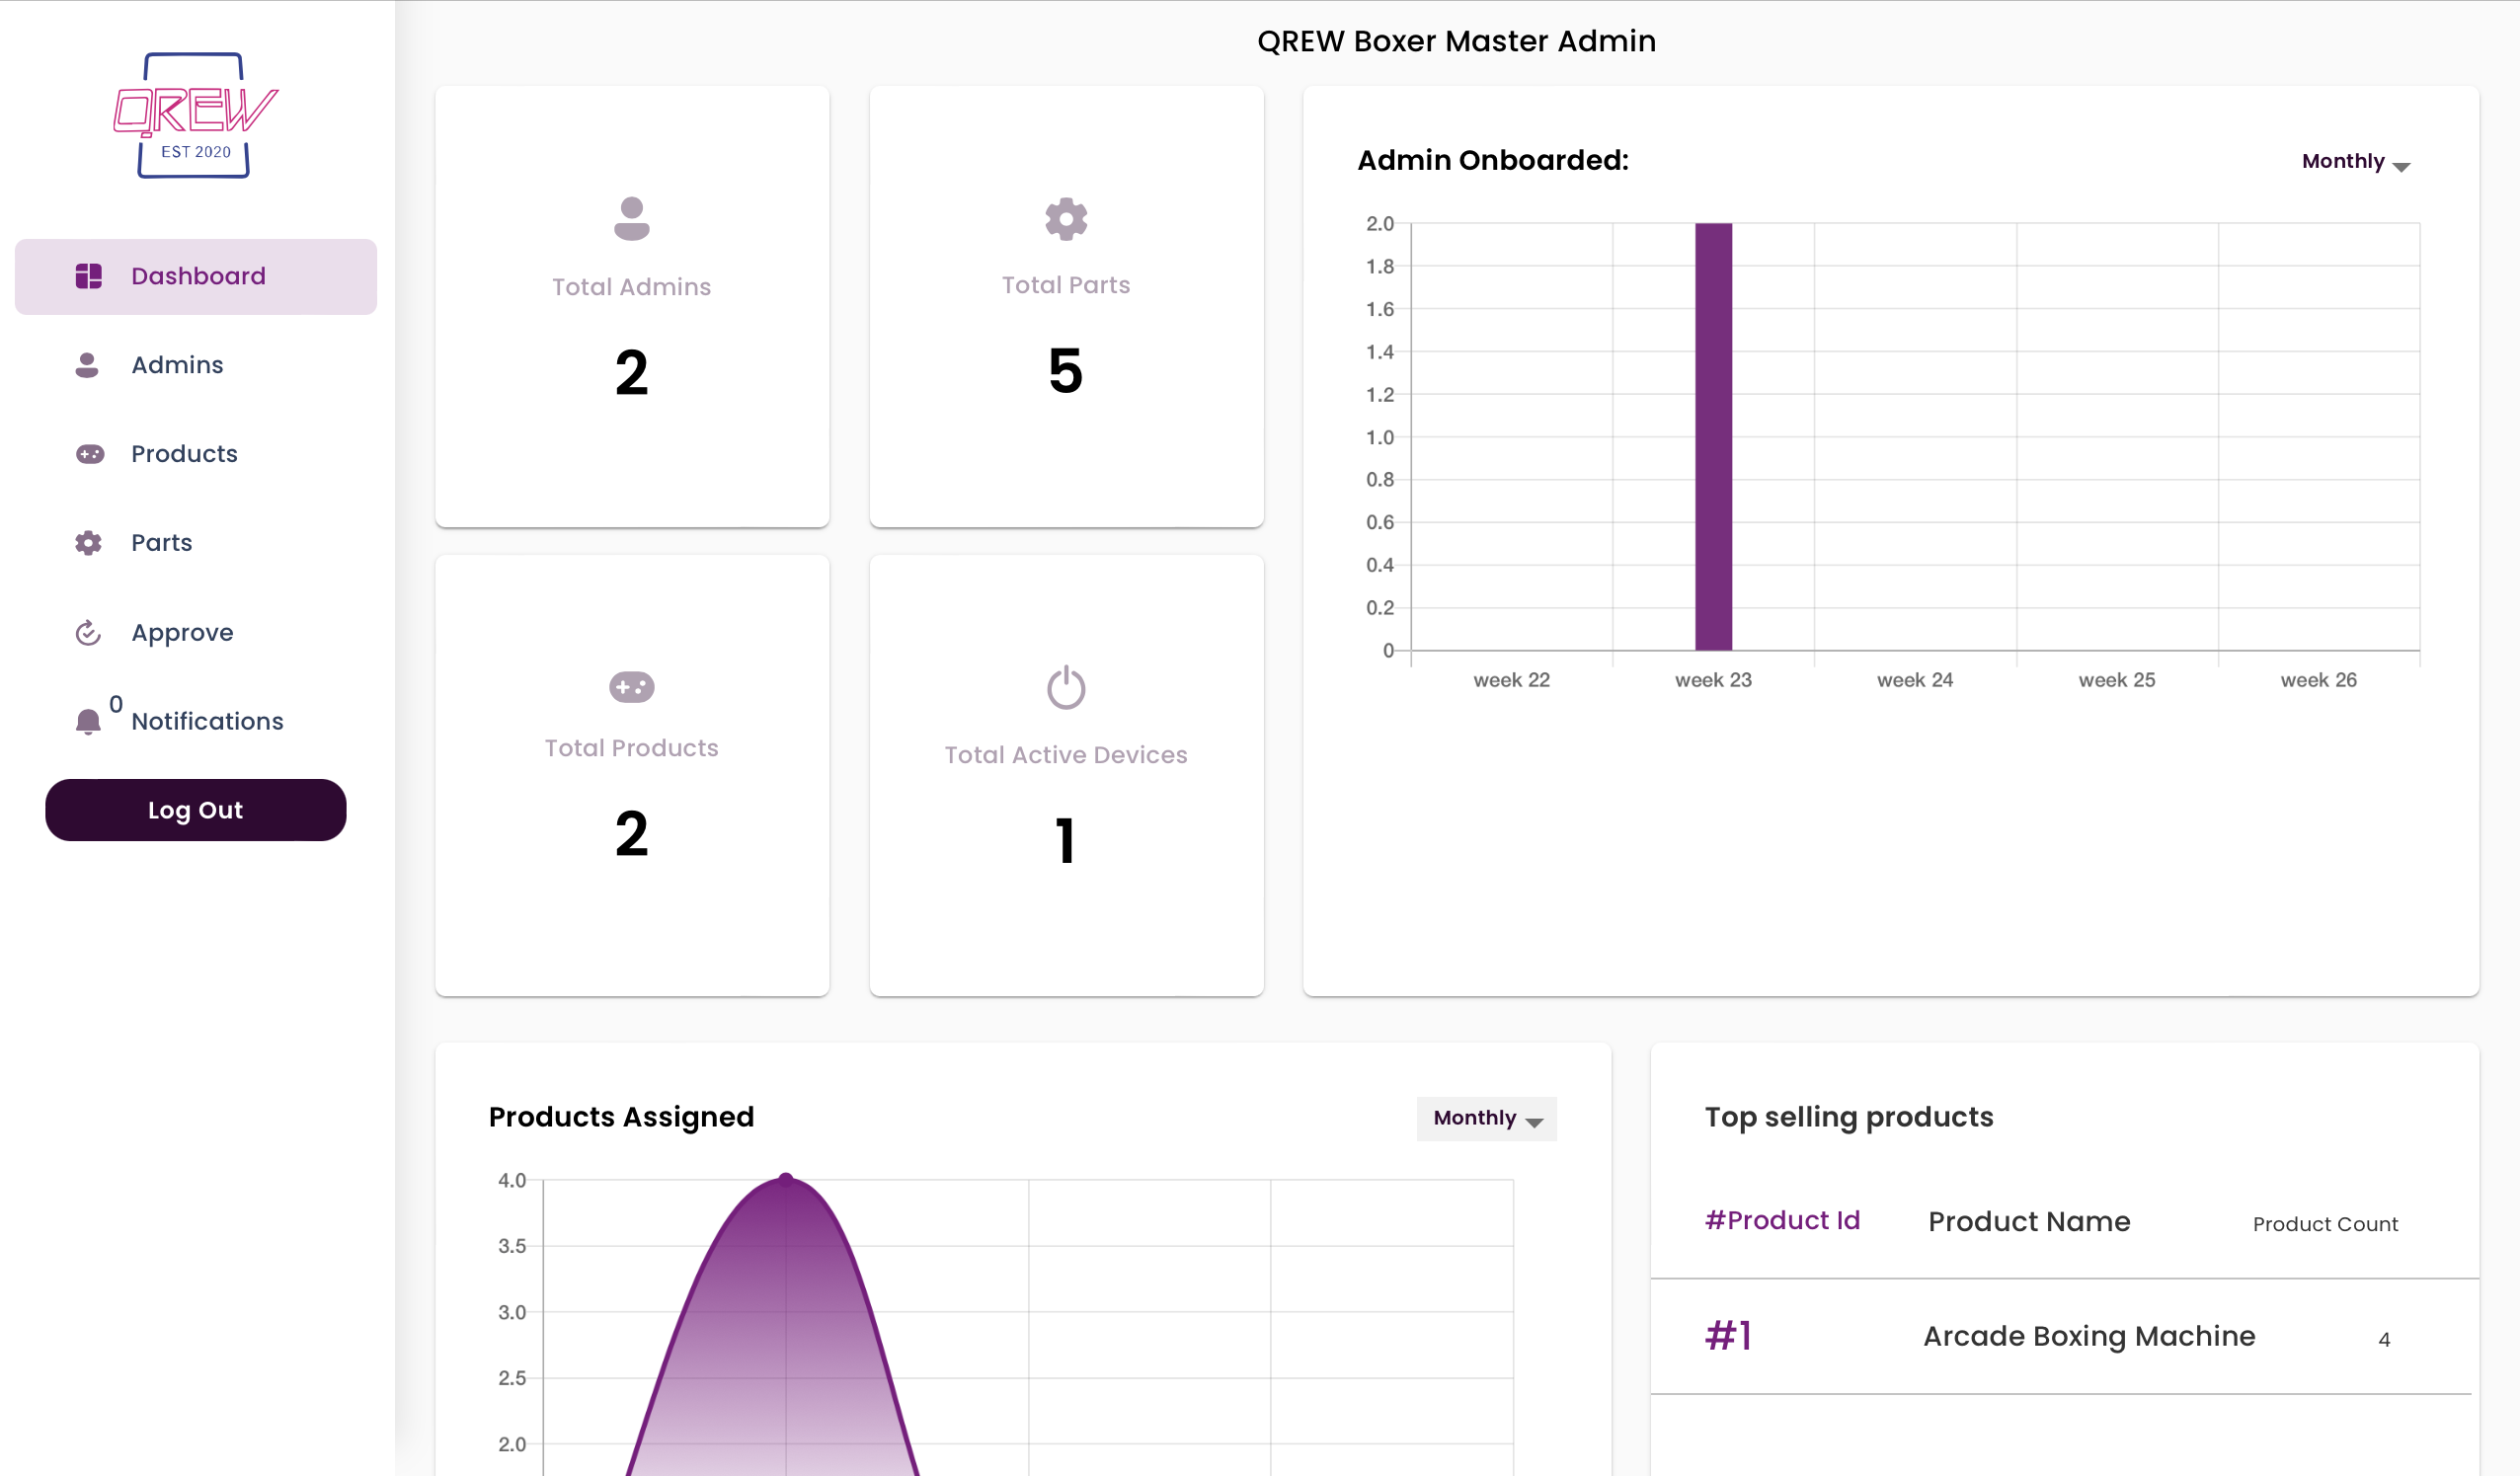 QREW
EST 2020
Dashboard
Admins
Products
Parts
Approve
0
Notifications
Log Out
QREW Boxer Master Admin
Total Admins
2
Total Parts
5
Total Products
2
Total Active Devices
1
Admin Onboarded:
Monthly
2.0
1.8
1.6
1.4
1.2
1.0
0.8
0.6
0.4
0.2
0
week 22 week 23 week 24 week 25 week 26
Products Assigned
Monthly
4.0
3.5
3.0
2.5
2.0
Top selling products
#Product Id Product Name Product Count
#1 Arcade Boxing Machine 4